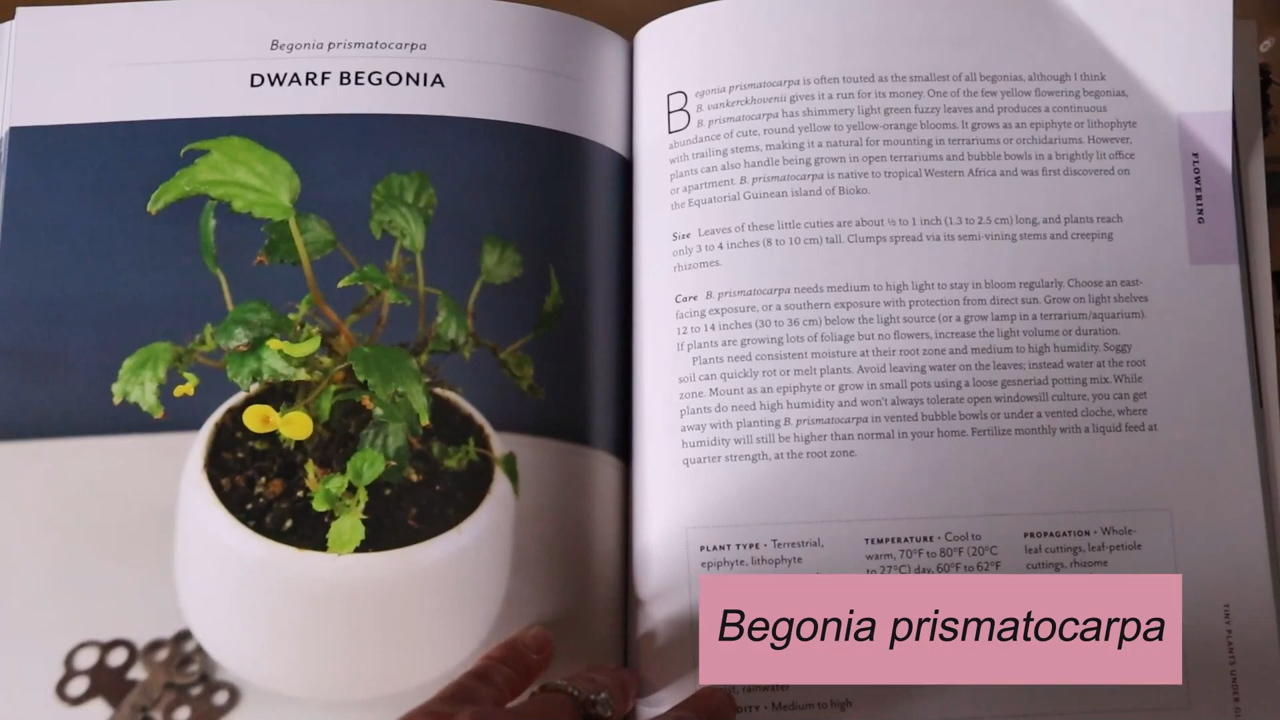 Begonia prismatocarpa
DWARF BEGONIA
Begonia prismatocarpa is often touted as the smallest of all begonias, although I think
B. vankerckhovenii gives it a run for its money. One of the few yellow flowering begonias,
B. prismatocarpa has shimmery light green fuzzy leaves and produces a continuous
abundance of cute, round yellow to yellow-orange blooms. It grows as an epiphyte or lithophyte
with trailing stems, making it a natural for mounting in terrariums or orchidariums. However,
plants can also handle being grown in open terrariums and bubble bowls in a brightly lit office
or apartment. B. prismatocarpa is native to tropical Western Africa and was first discovered on
the Equatorial Guinean island of Bioko.
Size Leaves of these little cuties are about ½ to 1 inch (1.3 to 2.5 cm) long, and plants reach
only 3 to 4 inches (8 to 10 cm) tall. Clumps spread via its semi-vining stems and creeping
rhizomes.
Care B. prismatocarpa needs medium to high light to stay in bloom regularly. Choose an east-
facing exposure, or a southern exposure with protection from direct sun. Grow on light shelves
12 to 14 inches (30 to 36 cm) below the light source (or a grow lamp in a terrarium/aquarium).
If plants are growing lots of foliage but no flowers, increase the light volume or duration.
Plants need consistent moisture at their root zone and medium to high humidity. Soggy
soil can quickly rot or melt plants. Avoid leaving water on the leaves; instead water at the root
zone. Mount as an epiphyte or grow in small pots using a loose gesneriad potting mix. While
plants do need high humidity and won't always tolerate open windowsill culture, you can get
away with planting B. prismatocarpa in vented bubble bowls or under a vented cloche, where
humidity will still be higher than normal in your home. Fertilize monthly with a liquid feed at
quarter strength, at the root zone.
FLOWERING
PLANT TYPE • Terrestrial,
epiphyte, lithophyte
TEMPERATURE • Cool to
warm, 70°F to 80°F (20°C
to 27°C) day, 60°F to 62°F
PROPAGATION • Whole-
leaf cuttings, leaf-petiole
cuttings, rhizome
Begonia prismatocarpa
rainwater
• Medium to high
TINY PLANTS UNDER